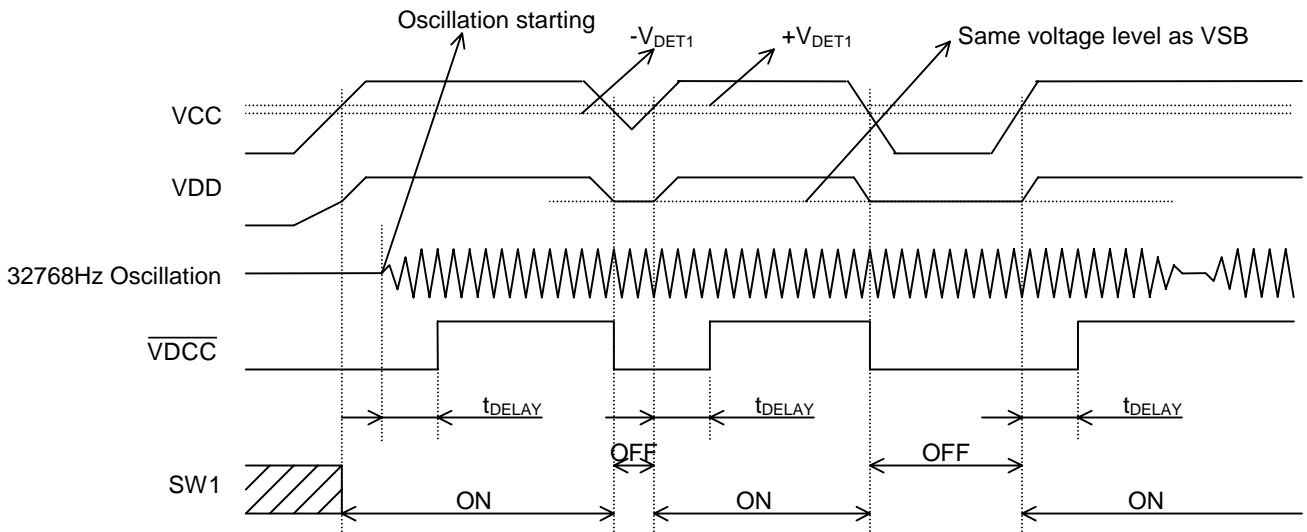 Oscillation starting
-VDET1
+VDET1
Same voltage level as VSB
VCC
VDD
32768Hz Oscillation
VDCC
tDELAY
tDELAY
tDELAY
OFF
OFF
SW1
ON
ON
ON